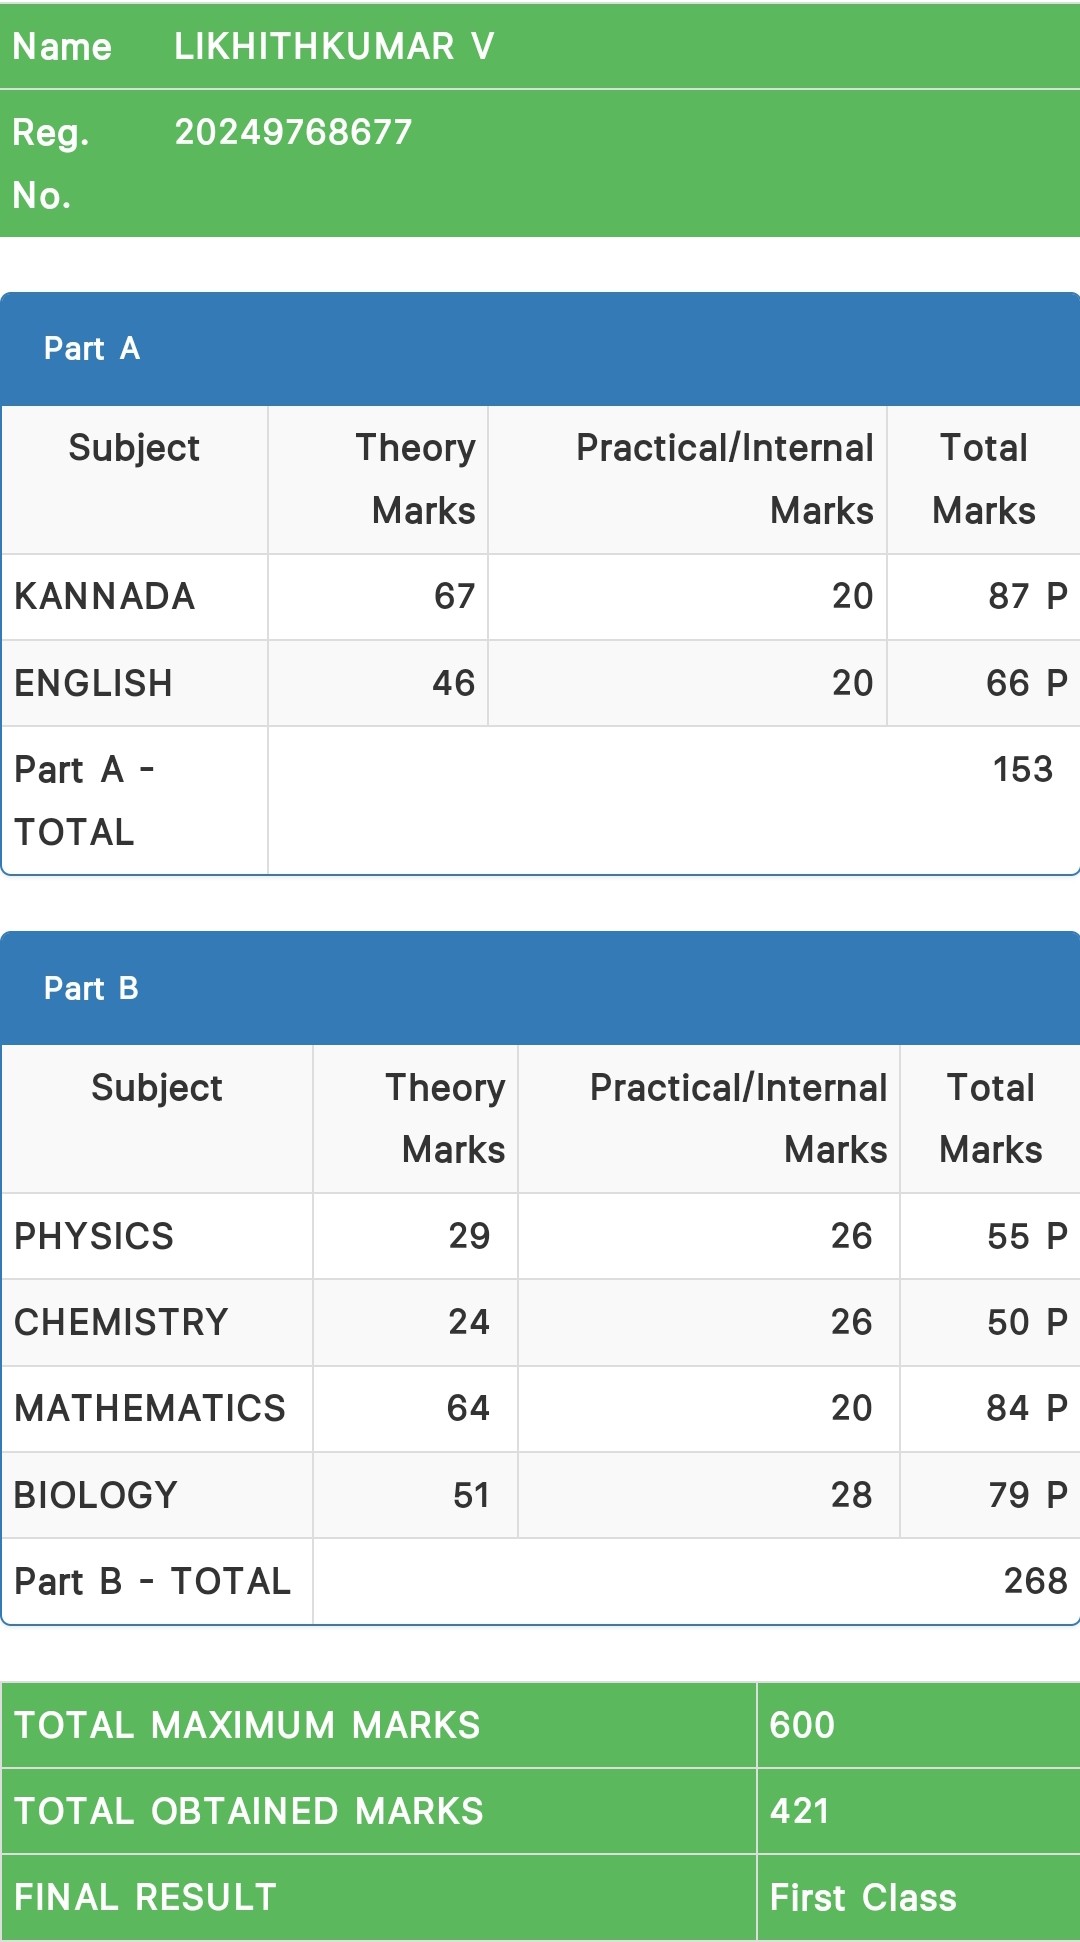 Name LIKHITHKUMAR V
Reg. 20249768677
No.
Part A
Subject Theory Practical/Internal Total
Marks Marks Marks
KANNADA 67 20 87 P
ENGLISH 46 20 66 P
Part A - 153
TOTAL
Part B
Subject Theory Practical/Internal Total
Marks Marks Marks
PHYSICS 29 26 55 P
CHEMISTRY 24 26 50 P
MATHEMATICS 64 20 84 P
BIOLOGY 51 28 79 P
Part B - TOTAL 268
TOTAL MAXIMUM MARKS 600
TOTAL OBTAINED MARKS 421
FINAL RESULT First Class